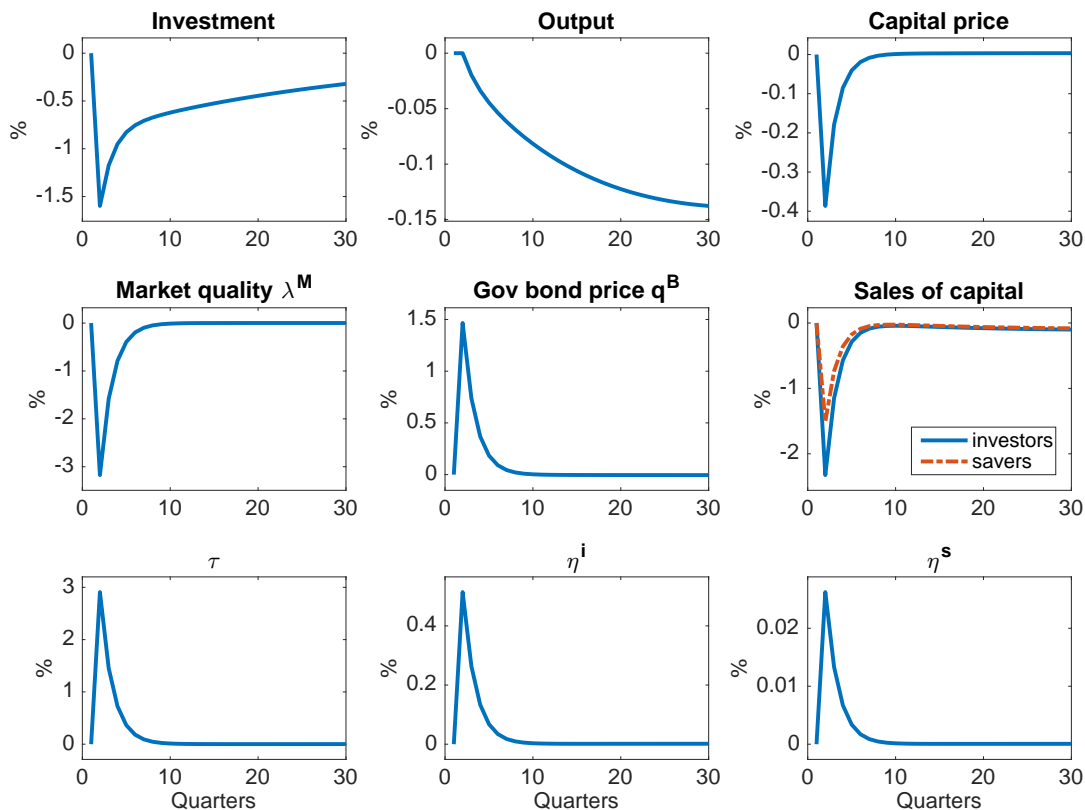 Investment
0
-0.5
-1
-1.5
%
0 10 20 30
Output
0
-0.05
-0.1
-0.15
%
0 10 20 30
Capital price
0
-0.1
-0.2
-0.3
-0.4
%
0 10 20 30
Market quality λ^M
0
-1
-2
-3
%
0 10 20 30
Gov bond price q^B
1.5
1
0.5
0
%
0 10 20 30
Sales of capital
0
-1
-2
%
investors
savers
0 10 20 30
τ
3
2
1
0
%
0 10 20 30
Quarters
η^i
0.4
0.2
0
%
0 10 20 30
Quarters
η^s
0.02
0.01
0
%
0 10 20 30
Quarters